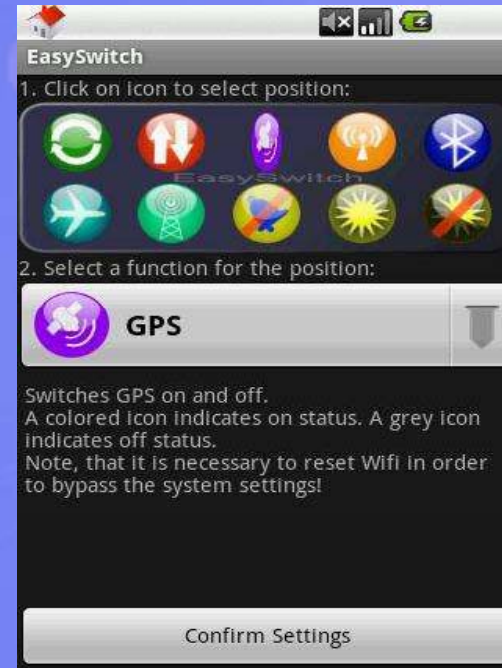 EasySwitch
1. Click on icon to select position:
EasySwitch
2. Select a function for the position:
GPS
Switches GPS on and off.
A colored icon indicates on status. A grey icon
indicates off status.
Note, that it is necessary to reset Wifi in order
to bypass the system settings!
Confirm Settings